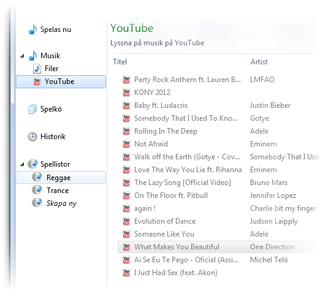 Spelas nu
Musik
Filer
YouTube
Spelkö
Historik
Spellistor
Reggae
Trance
Skapa ny
YouTube
Lyssna på musik på YouTube
Titel Artist
Party Rock Anthem ft. Lauren B... LMFAO
KONY 2012
Baby ft. Ludacris Justin Bieber
Somebody That I Used To Kno... Gotye
Rolling In The Deep Adele
Not Afraid Eminem
Walk off the Earth (Gotye - Cov... Somebody That I Used
Love The Way You Lie ft. Rihanna Eminem
The Lazy Song [Official Video] Bruno Mars
On The Floor ft. Pitbull Jennifer Lopez
again ! Charlie bit my finger
Evolution of Dance Judson Laipply
Someone Like You Adele
What Makes You Beautiful One Direction
Ai Se Eu Te Pego - Oficial (Assi... Michel Teló
I Just Had Sex (feat. Akon)